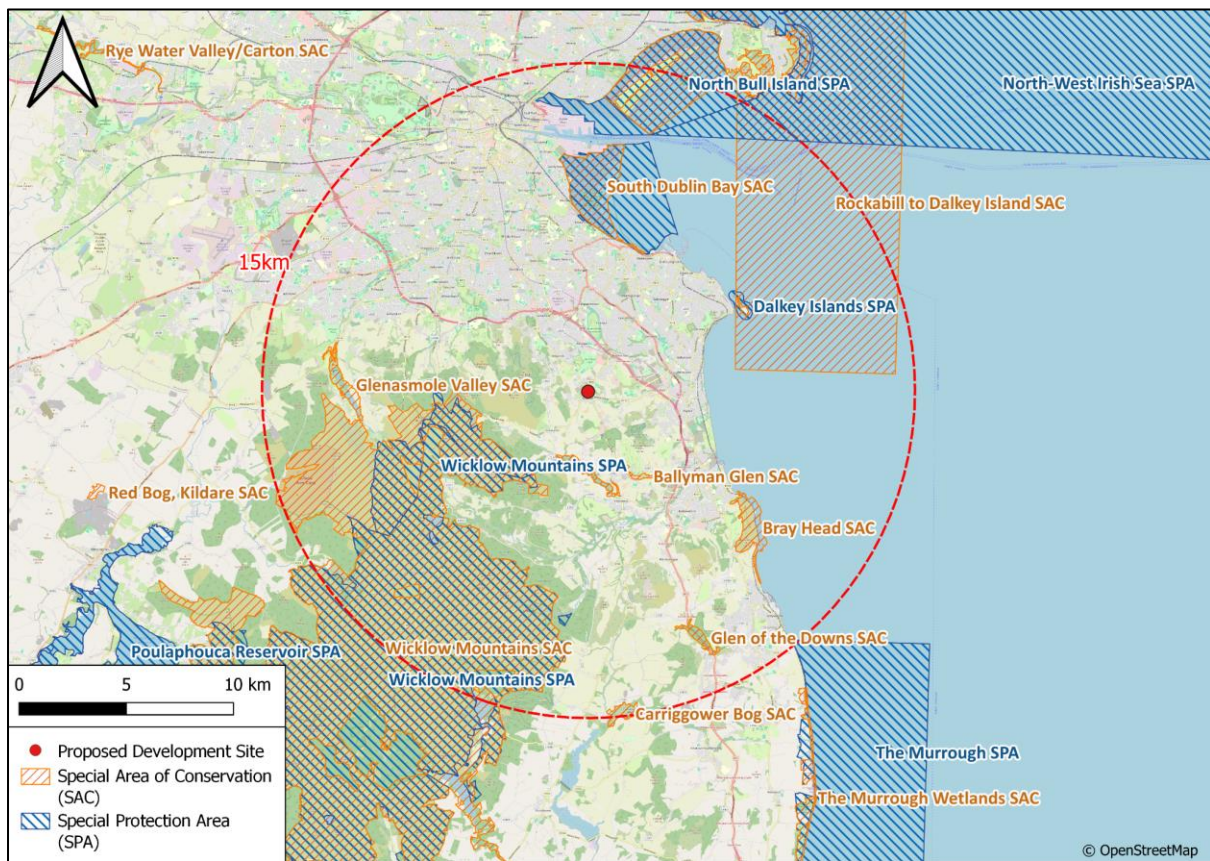 Rye Water Valley/Carton SAC
North Bull Island SPA
North-West Irish Sea SPA
South Dublin Bay SAC
Rockabill to Dalkey Island SAC
15km
Dalkey Islands SPA
Glenasmole Valley SAC
Wicklow Mountains SPA
Ballyman Glen SAC
Red Bog, Kildare SAC
Bray Head SAC
Glen of the Downs SAC
Poulaphouca Reservoir SPA
Wicklow Mountains SAC
Wicklow Mountains SPA
Carriggower Bog SAC
The Murrough SPA
The Murrough Wetlands SAC
0 5 10 km
Proposed Development Site
Special Area of Conservation
(SAC)
Special Protection Area
(SPA)
© OpenStreetMap